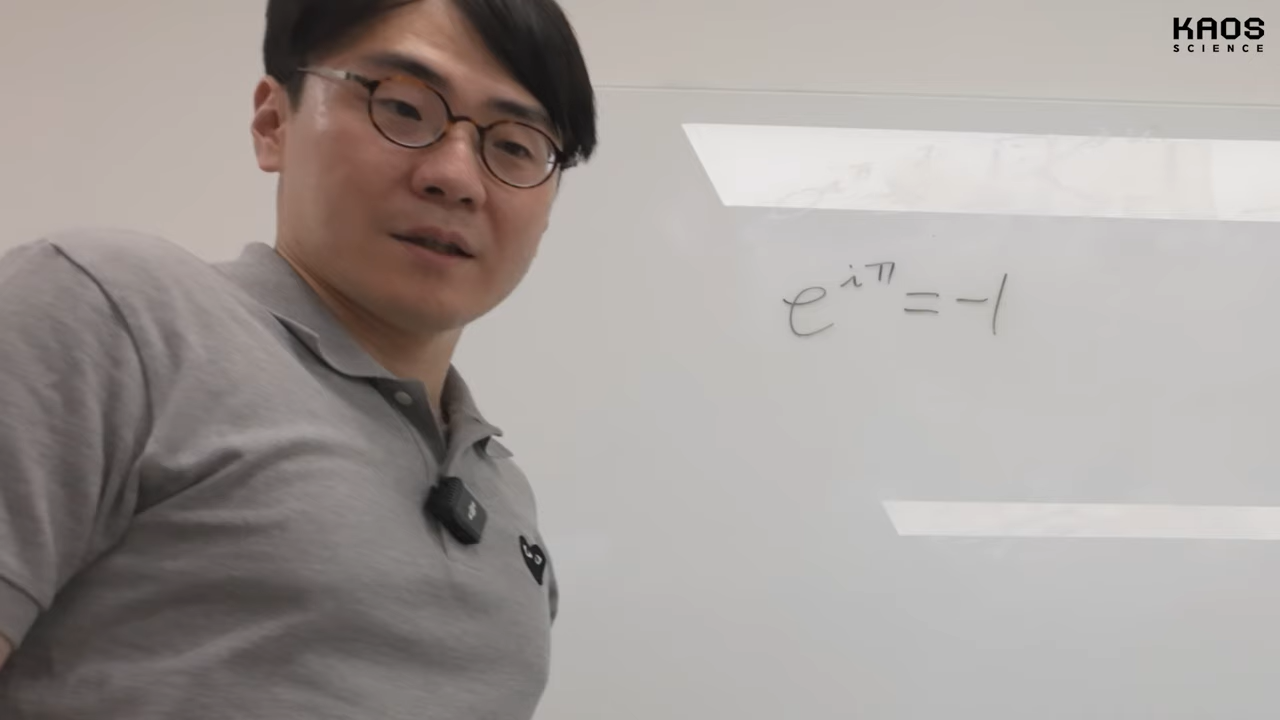 KAOS
SCIENCE
e^{iπ} = -1